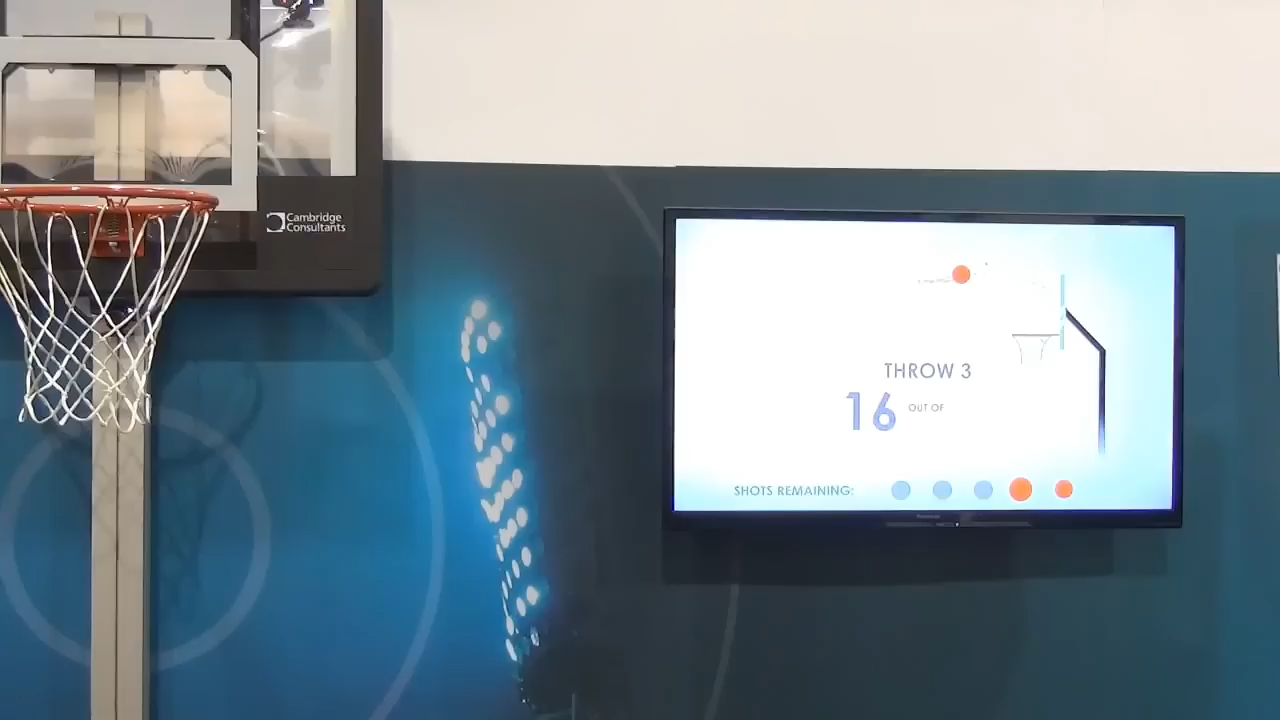 Cambridge
Consultants
THROW 3
16 OUT OF
SHOTS REMAINING: